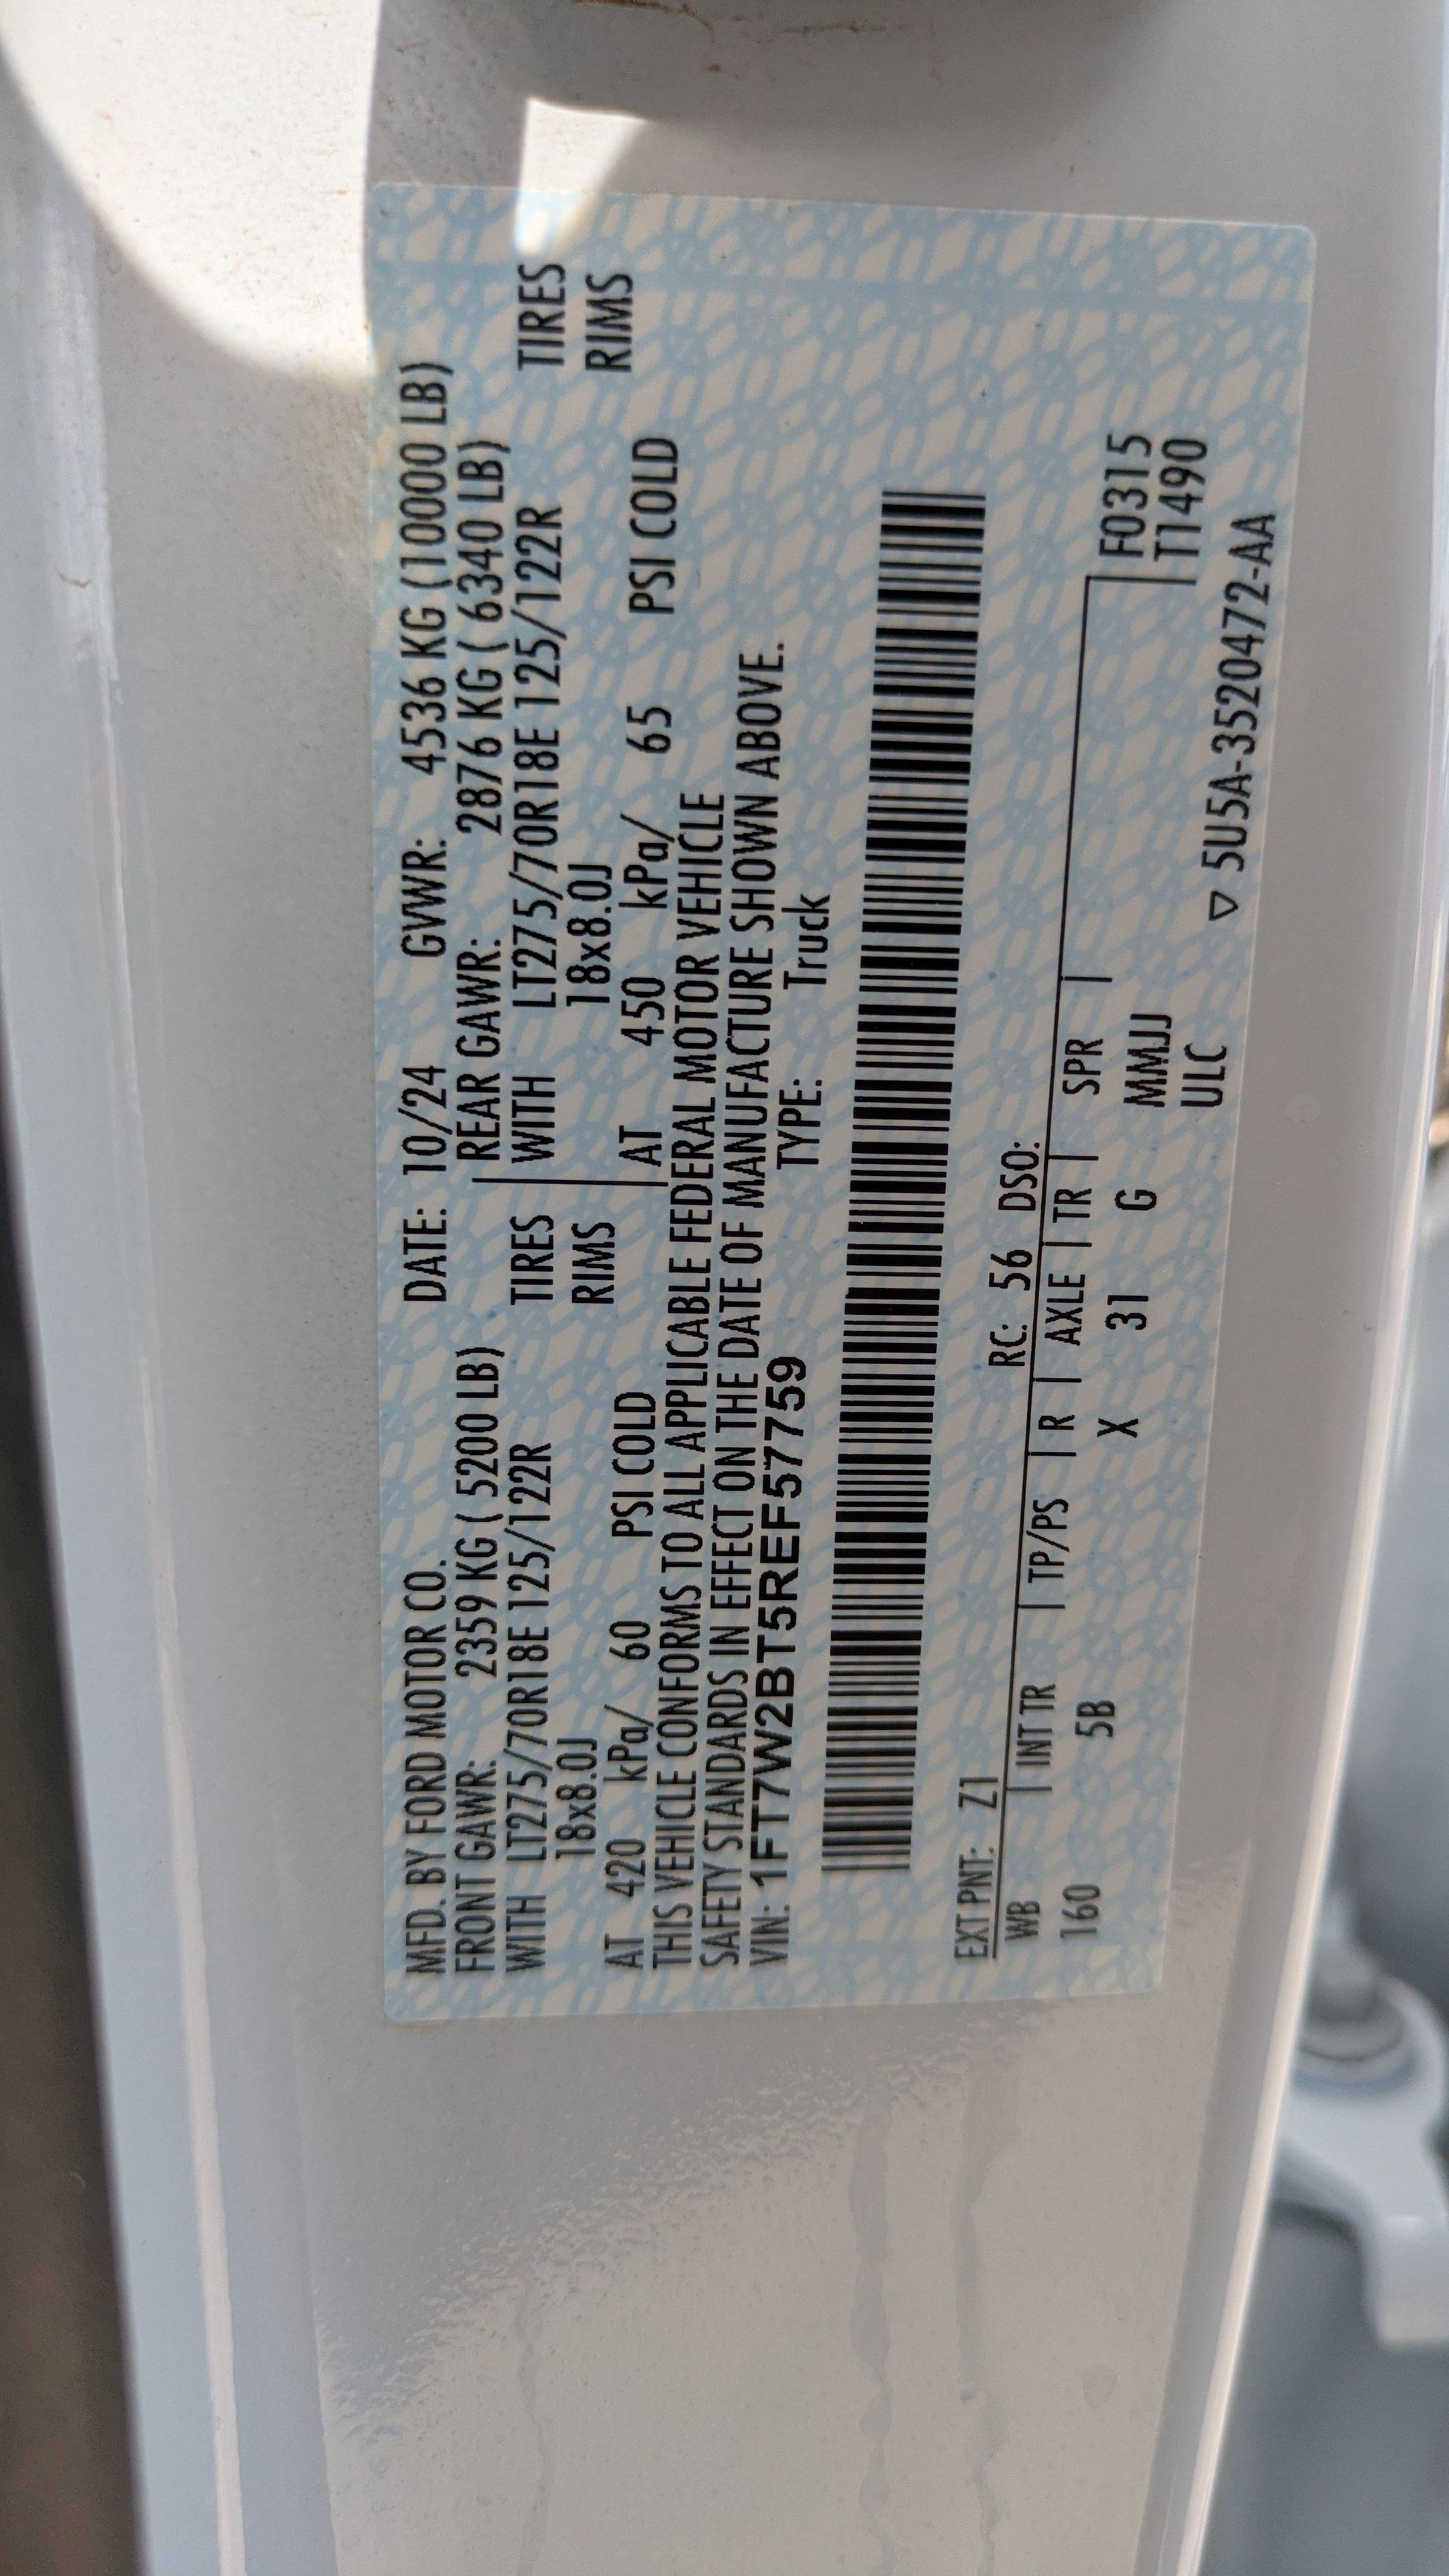 MFD. BY FORD MOTOR CO. DATE: 10/24 GVWR: 4536 KG (10000 LB)
FRONT GAWR: 2359 KG ( 5200 LB) REAR GAWR: 2876 KG ( 6340 LB)
WITH LT275/70R18E 125/122R TIRES WITH LT275/70R18E 125/122R TIRES
18x8.0J RIMS 18x8.0J RIMS
AT 420 kPa/ 60 PSI COLD AT 450 kPa/ 65 PSI COLD
THIS VEHICLE CONFORMS TO ALL APPLICABLE FEDERAL MOTOR VEHICLE
SAFETY STANDARDS IN EFFECT ON THE DATE OF MANUFACTURE SHOWN ABOVE.
VIN: 1FT7W2BT5REF57759 TYPE: Truck
EXT PNT: Z1 RC: 56 DSO:
WB INT TR TP/PS R AXLE TR SPR F0315
160 5B X 31 G MMJJ T1490
ULC ▽ 5U5A-3520472-AA